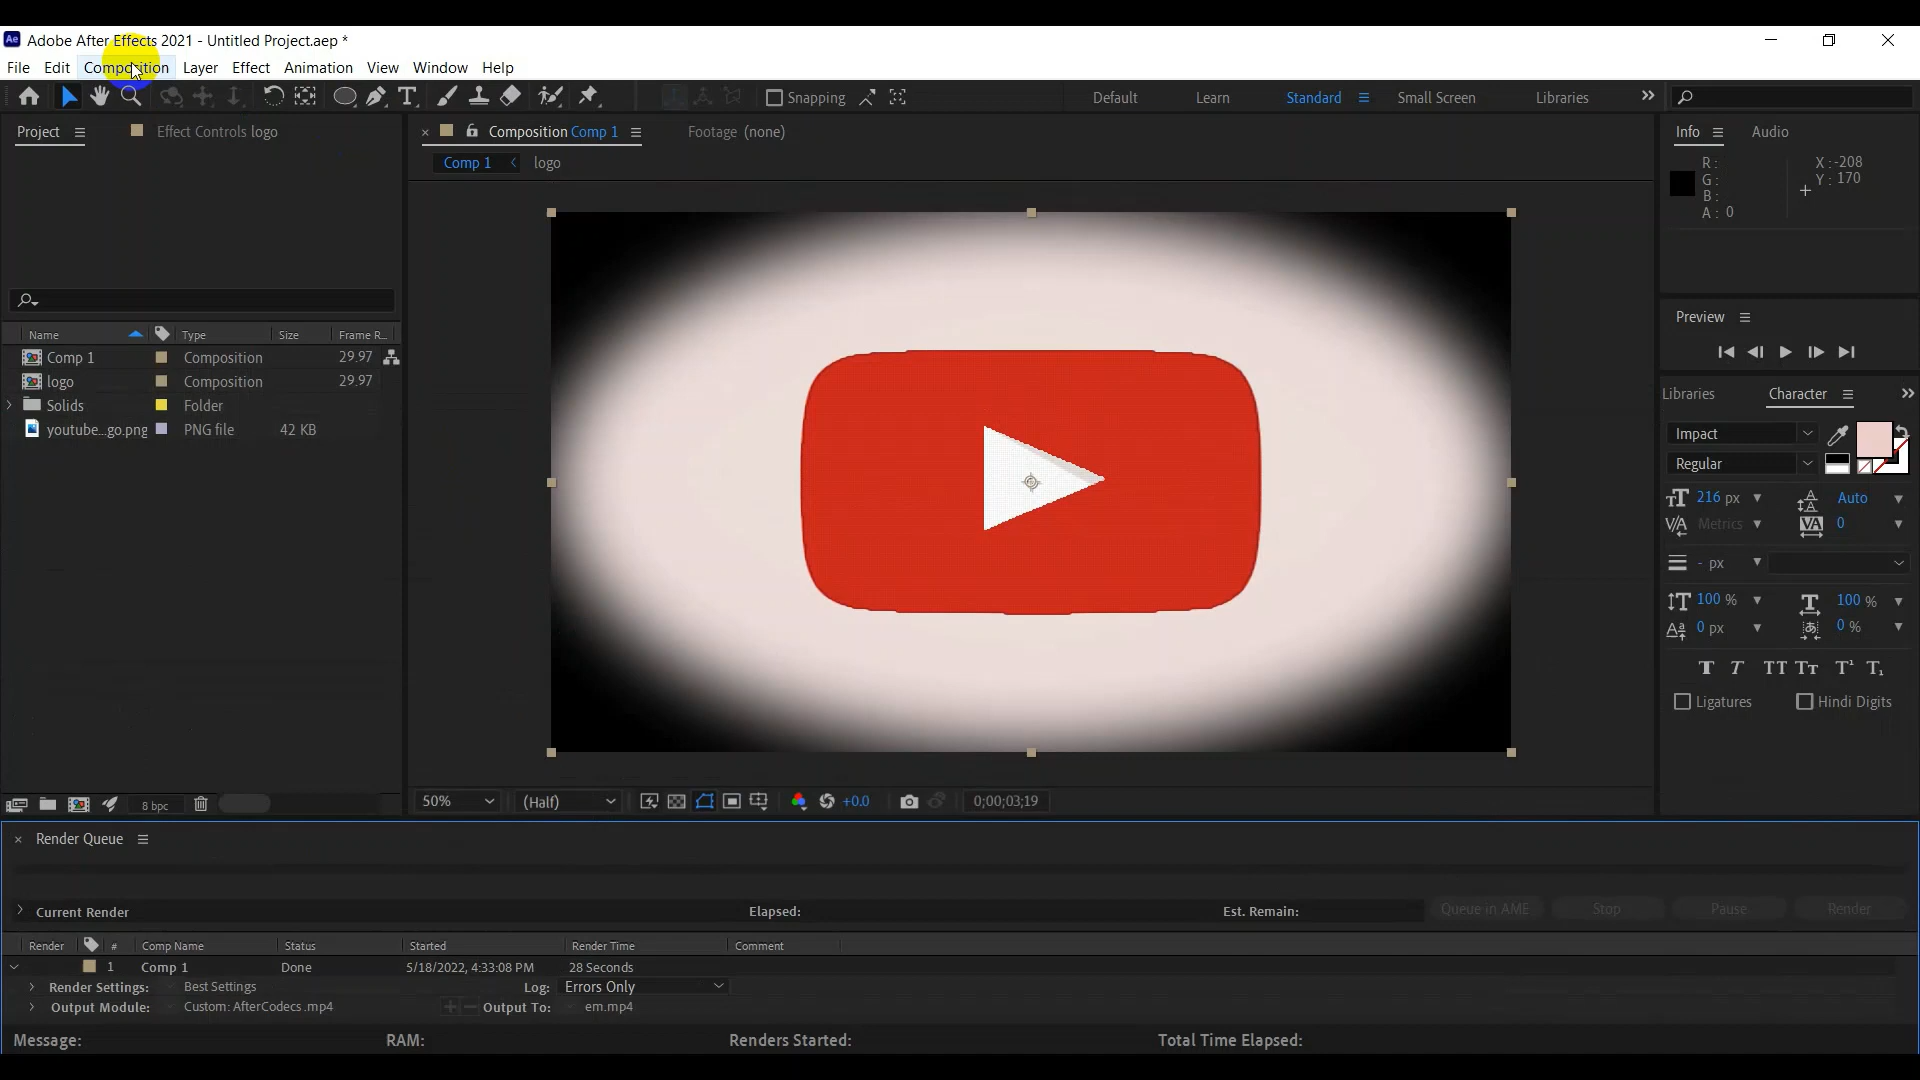 Adobe After Effects 2021 - Untitled Project.aep *
File Edit Composition Layer Effect Animation View Window Help
Snapping Default Learn Standard Small Screen Libraries
Project Effect Controls logo
Composition Comp 1 Footage (none)
Comp 1 logo
Info Audio
R : X : -208
G : Y : 170
B :
A : 0
Name Type Size Frame R...
Comp 1 Composition 29.97
logo Composition 29.97
Solids Folder
youtube...go.png PNG file 42 KB
Preview
Libraries Character
Impact
Regular
216 px Auto
Metrics 0
- px
100 % 100 %
0 px 0 %
Ligatures Hindi Digits
8 bpc
50% (Half) +0.0 0;00;03;19
Render Queue
Current Render Elapsed: Est. Remain: Queue in AME Stop Pause Render
Render # Comp Name Status Started Render Time Comment
1 Comp 1 Done 5/18/2022, 4:33:08 PM 28 Seconds
Render Settings: Best Settings Log: Errors Only
Output Module: Custom: AfterCodecs .mp4 Output To: em.mp4
Message: RAM: Renders Started: Total Time Elapsed: